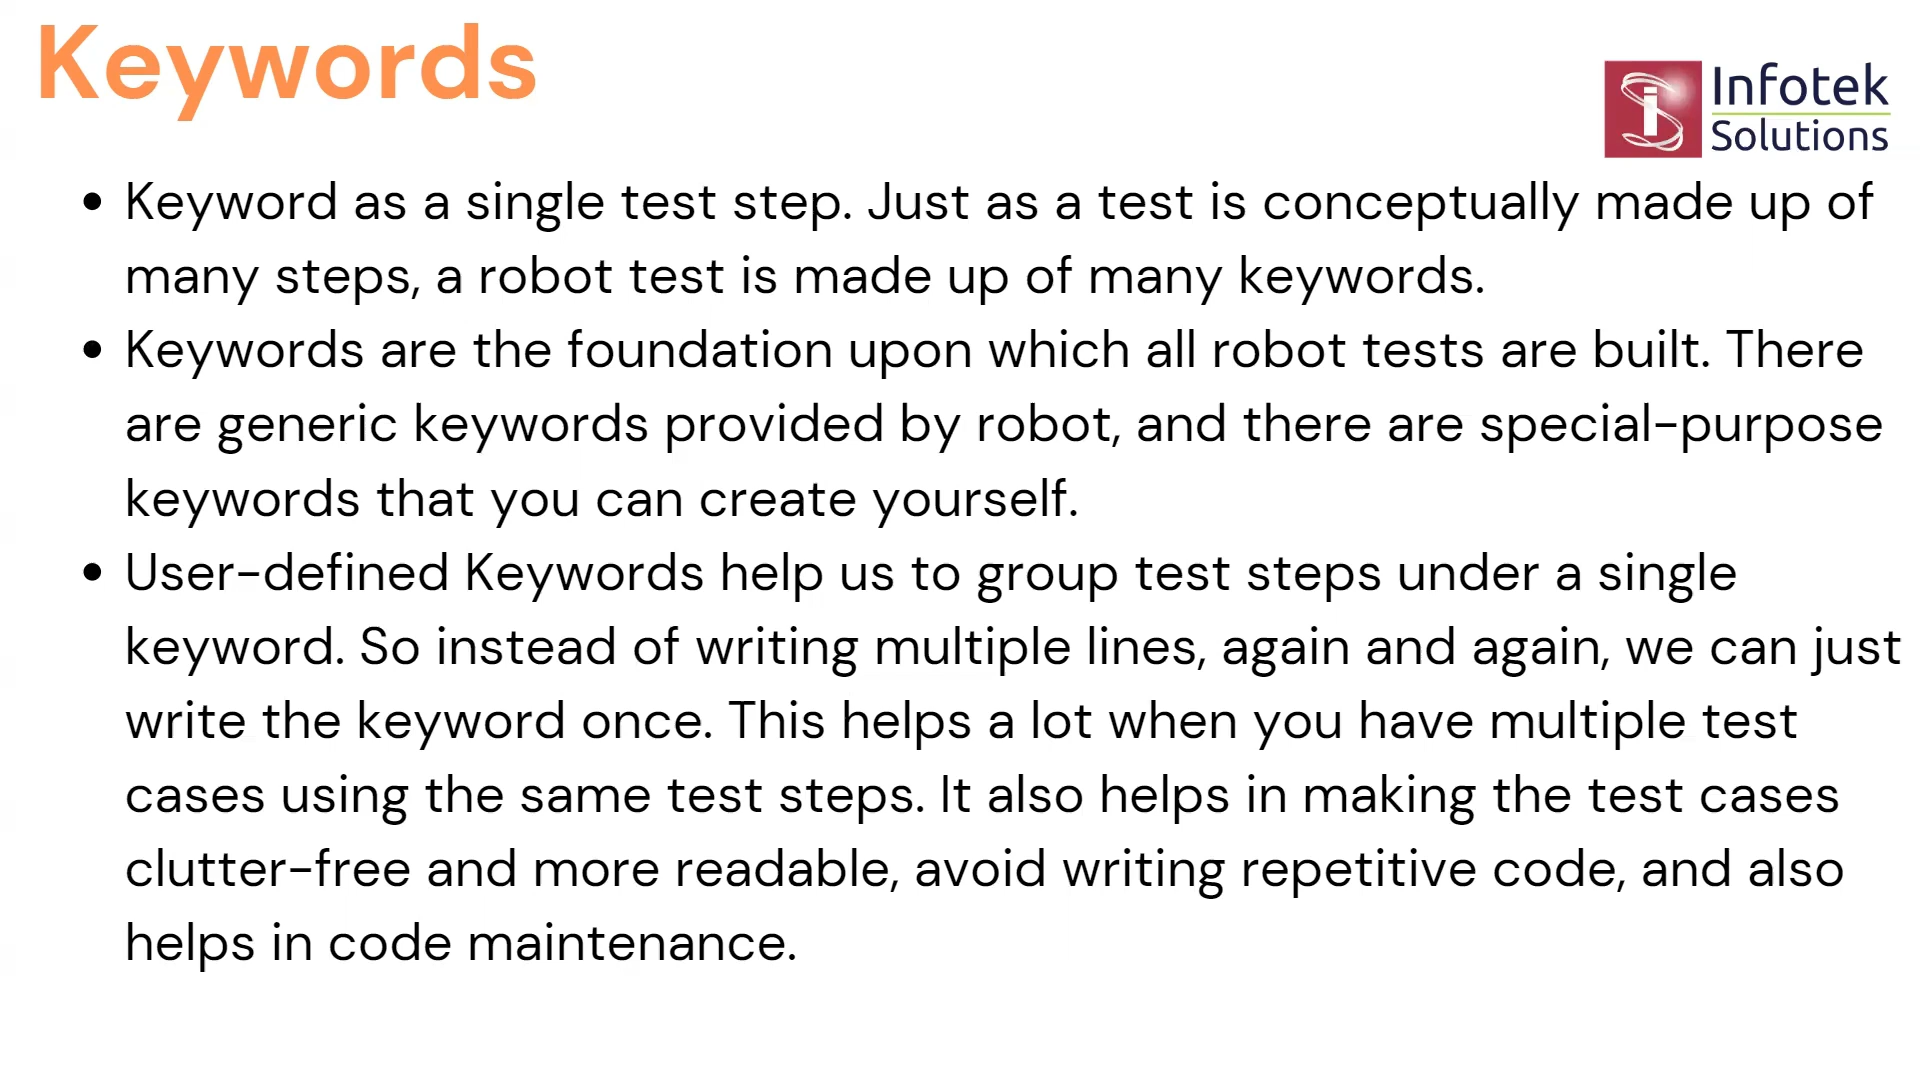 Keywords
Infotek
Solutions
• Keyword as a single test step. Just as a test is conceptually made up of
many steps, a robot test is made up of many keywords.
• Keywords are the foundation upon which all robot tests are built. There
are generic keywords provided by robot, and there are special-purpose
keywords that you can create yourself.
• User-defined Keywords help us to group test steps under a single
keyword. So instead of writing multiple lines, again and again, we can just
write the keyword once. This helps a lot when you have multiple test
cases using the same test steps. It also helps in making the test cases
clutter-free and more readable, avoid writing repetitive code, and also
helps in code maintenance.